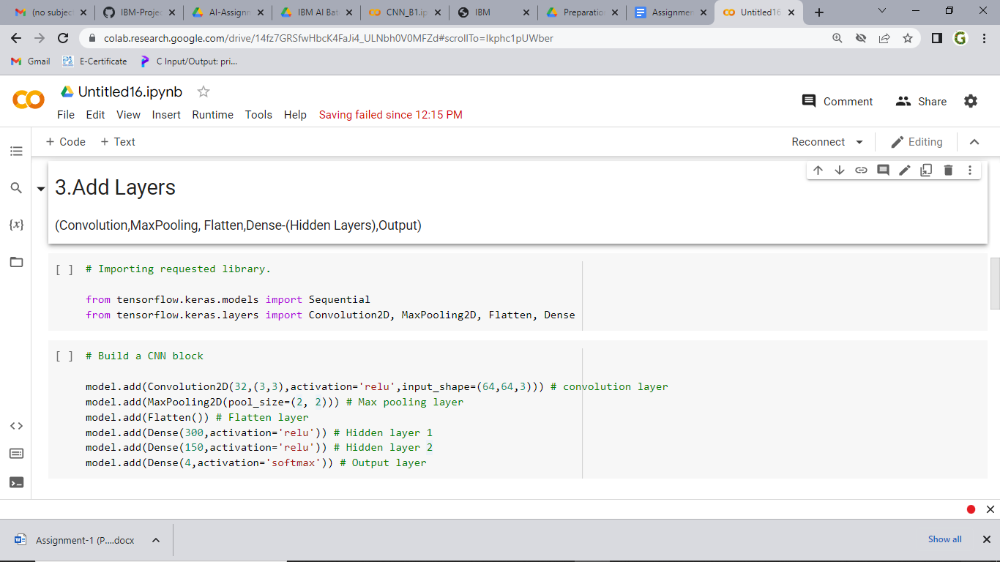 (no subject
IBM-Projec
AI-Assignm
IBM AI Bat
CNN_B1.ip
IBM
Preparatio
Assignmen
Untitled16
colab.research.google.com/drive/14fz7GRSfwHbcK4FaJi4_ULNbh0V0MFZd#scrollTo=Ikphc1pUWber
G
Gmail
E-Certificate
C Input/Output: pri...
Untitled16.ipynb
Comment
Share
File Edit View Insert Runtime Tools Help Saving failed since 12:15 PM
+ Code + Text
Reconnect
Editing
3.Add Layers
(Convolution,MaxPooling, Flatten,Dense-(Hidden Layers),Output)
{x}
[ ] # Importing requested library.
from tensorflow.keras.models import Sequential
from tensorflow.keras.layers import Convolution2D, MaxPooling2D, Flatten, Dense
[ ] # Build a CNN block
model.add(Convolution2D(32,(3,3),activation='relu',input_shape=(64,64,3))) # convolution layer
model.add(MaxPooling2D(pool_size=(2, 2))) # Max pooling layer
model.add(Flatten()) # Flatten layer
model.add(Dense(300,activation='relu')) # Hidden layer 1
model.add(Dense(150,activation='relu')) # Hidden layer 2
model.add(Dense(4,activation='softmax')) # Output layer
Assignment-1 (P....docx
Show all